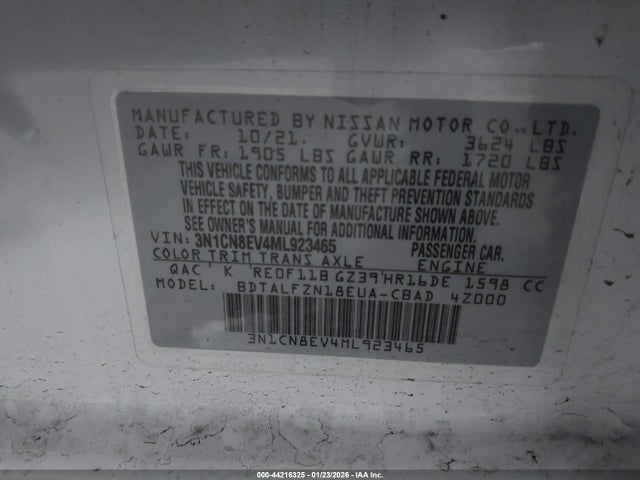 MANUFACTURED BY NISSAN MOTOR CO., LTD.
DATE: 10/21. GVWR: 3624 LBS
GAWR FR: 1905 LBS GAWR RR: 1720 LBS
THIS VEHICLE CONFORMS TO ALL APPLICABLE FEDERAL MOTOR
VEHICLE SAFETY, BUMPER AND THEFT PREVENTION STANDARDS
IN EFFECT ON THE DATE OF MANUFACTURE SHOWN ABOVE.
SEE OWNER'S MANUAL FOR ADDITIONAL INFORMATION.
VIN: 3N1CN8EV4ML923465 PASSENGER CAR.
COLOR TRIM TRANS AXLE ENGINE
QAC' K 'RE0F11B GZ39'HR16DE 1598 CC
MODEL: BDTALFZN18EUA-CBAD 4Z000
3N1CN8EV4ML923465
000-44216325 - 01/23/2026 - IAA Inc.